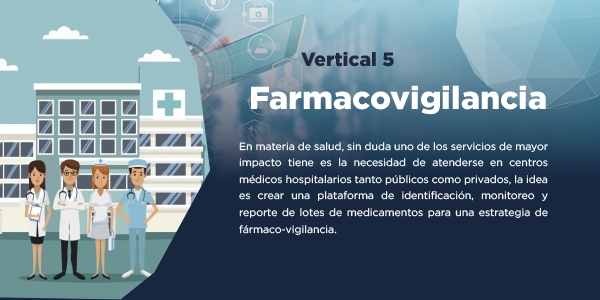 Vertical 5
Farmacovigilancia
En materia de salud, sin duda uno de los servicios de mayor
impacto tiene es la necesidad de atenderse en centros
médicos hospitalarios tanto públicos como privados, la idea
es crear una plataforma de identificación, monitoreo y
reporte de lotes de medicamentos para una estrategia de
fármaco-vigilancia.